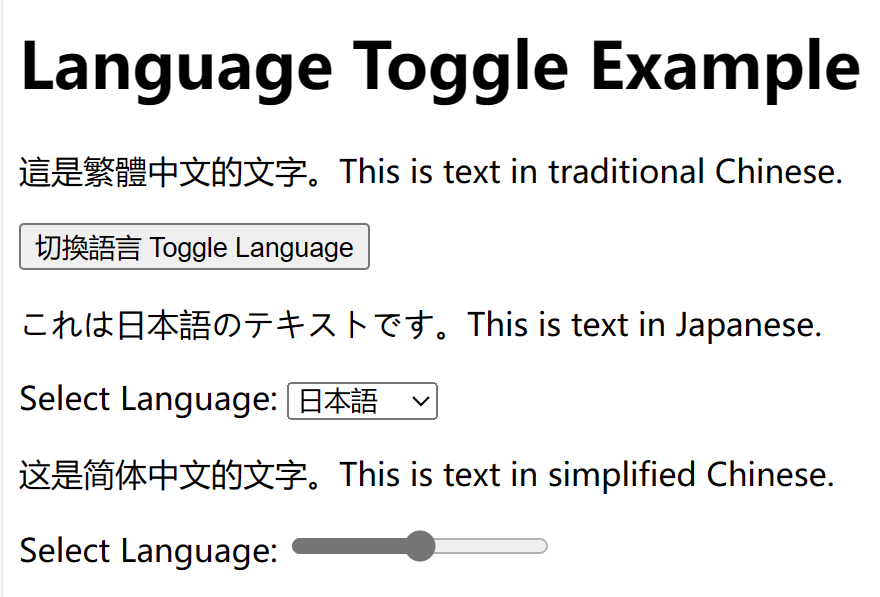 Language Toggle Example
這是繁體中文的文字。This is text in traditional Chinese.
切換語言 Toggle Language
これは日本語のテキストです。This is text in Japanese.
Select Language: 日本語
这是简体中文的文字。This is text in simplified Chinese.
Select Language: